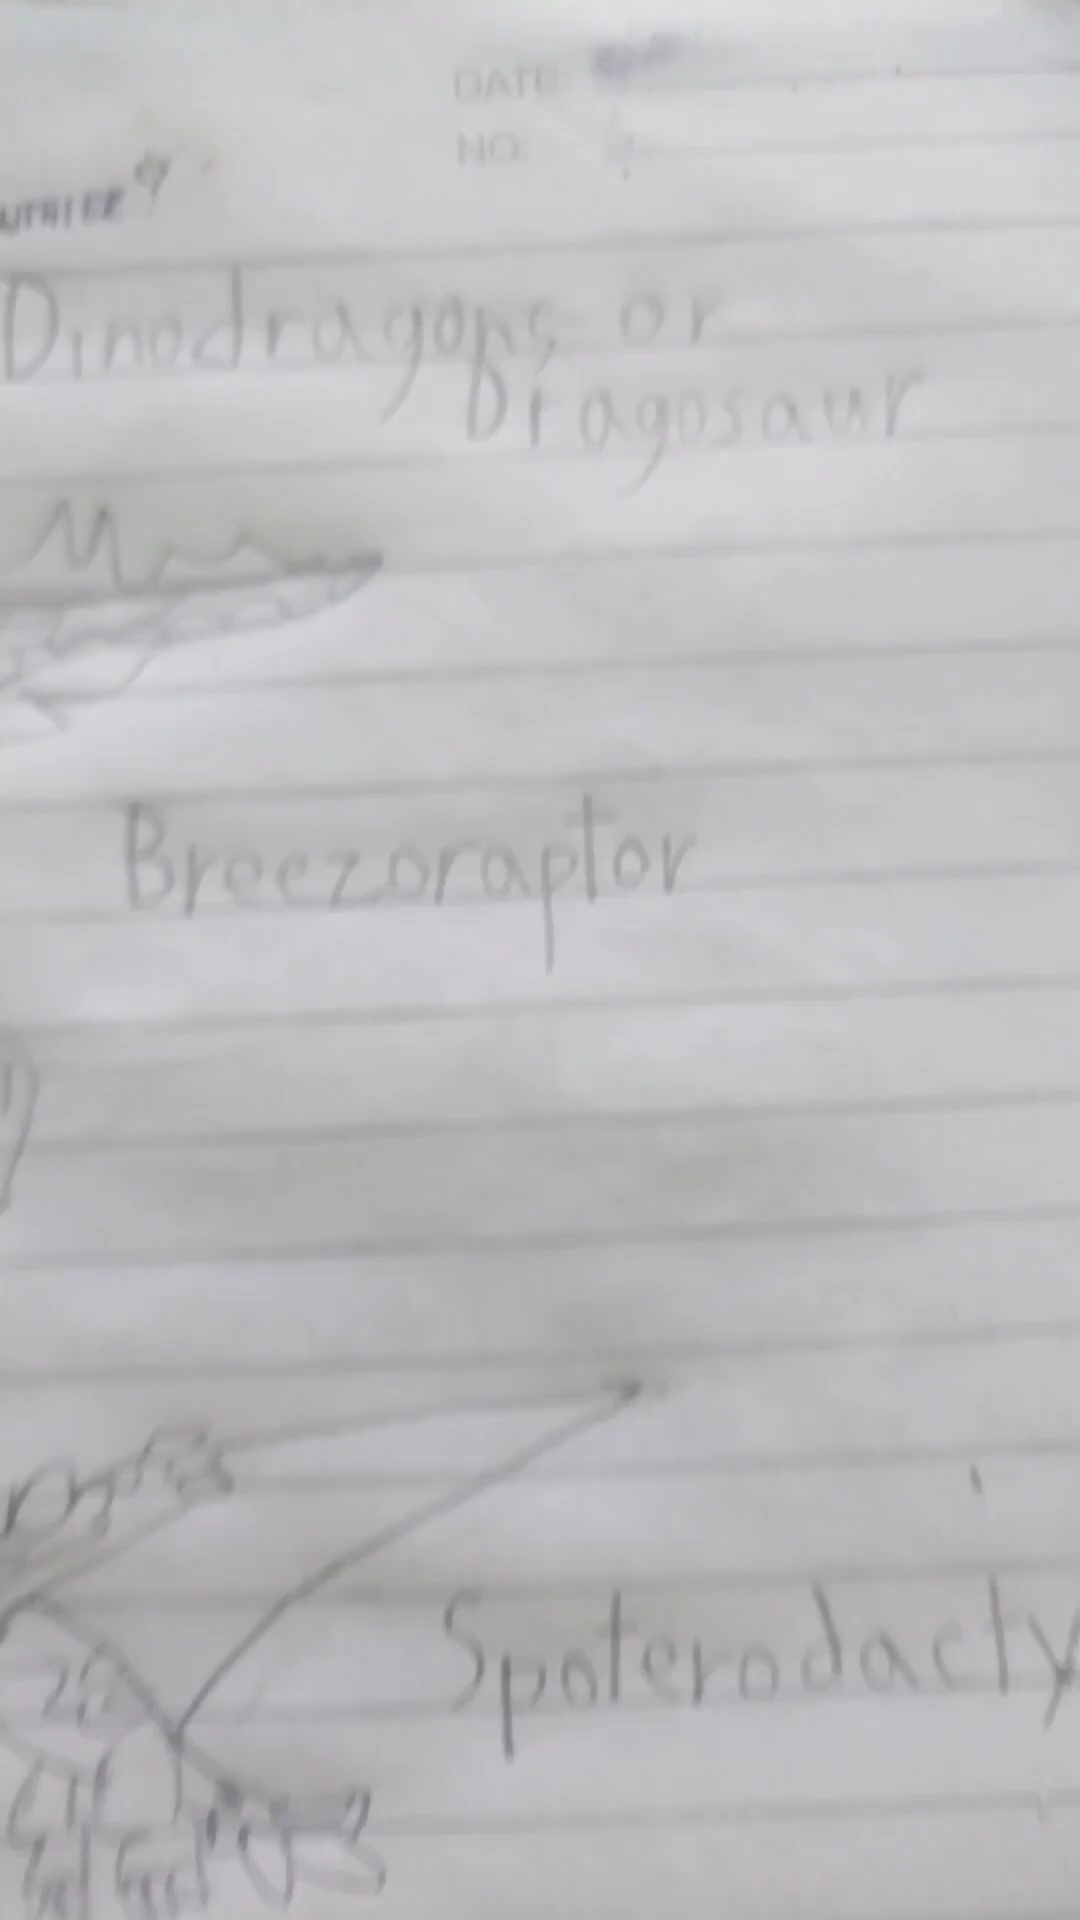 DATE
NO.
Dinodragons or
Dragosaur
Breezoraptor
Spoterodacty